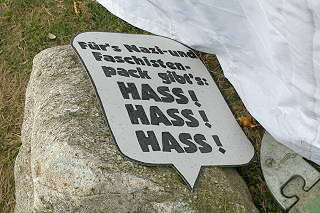 Für's Nazi-und
Faschisten-
pack gibt's:
HASS!
HASS!
HASS!